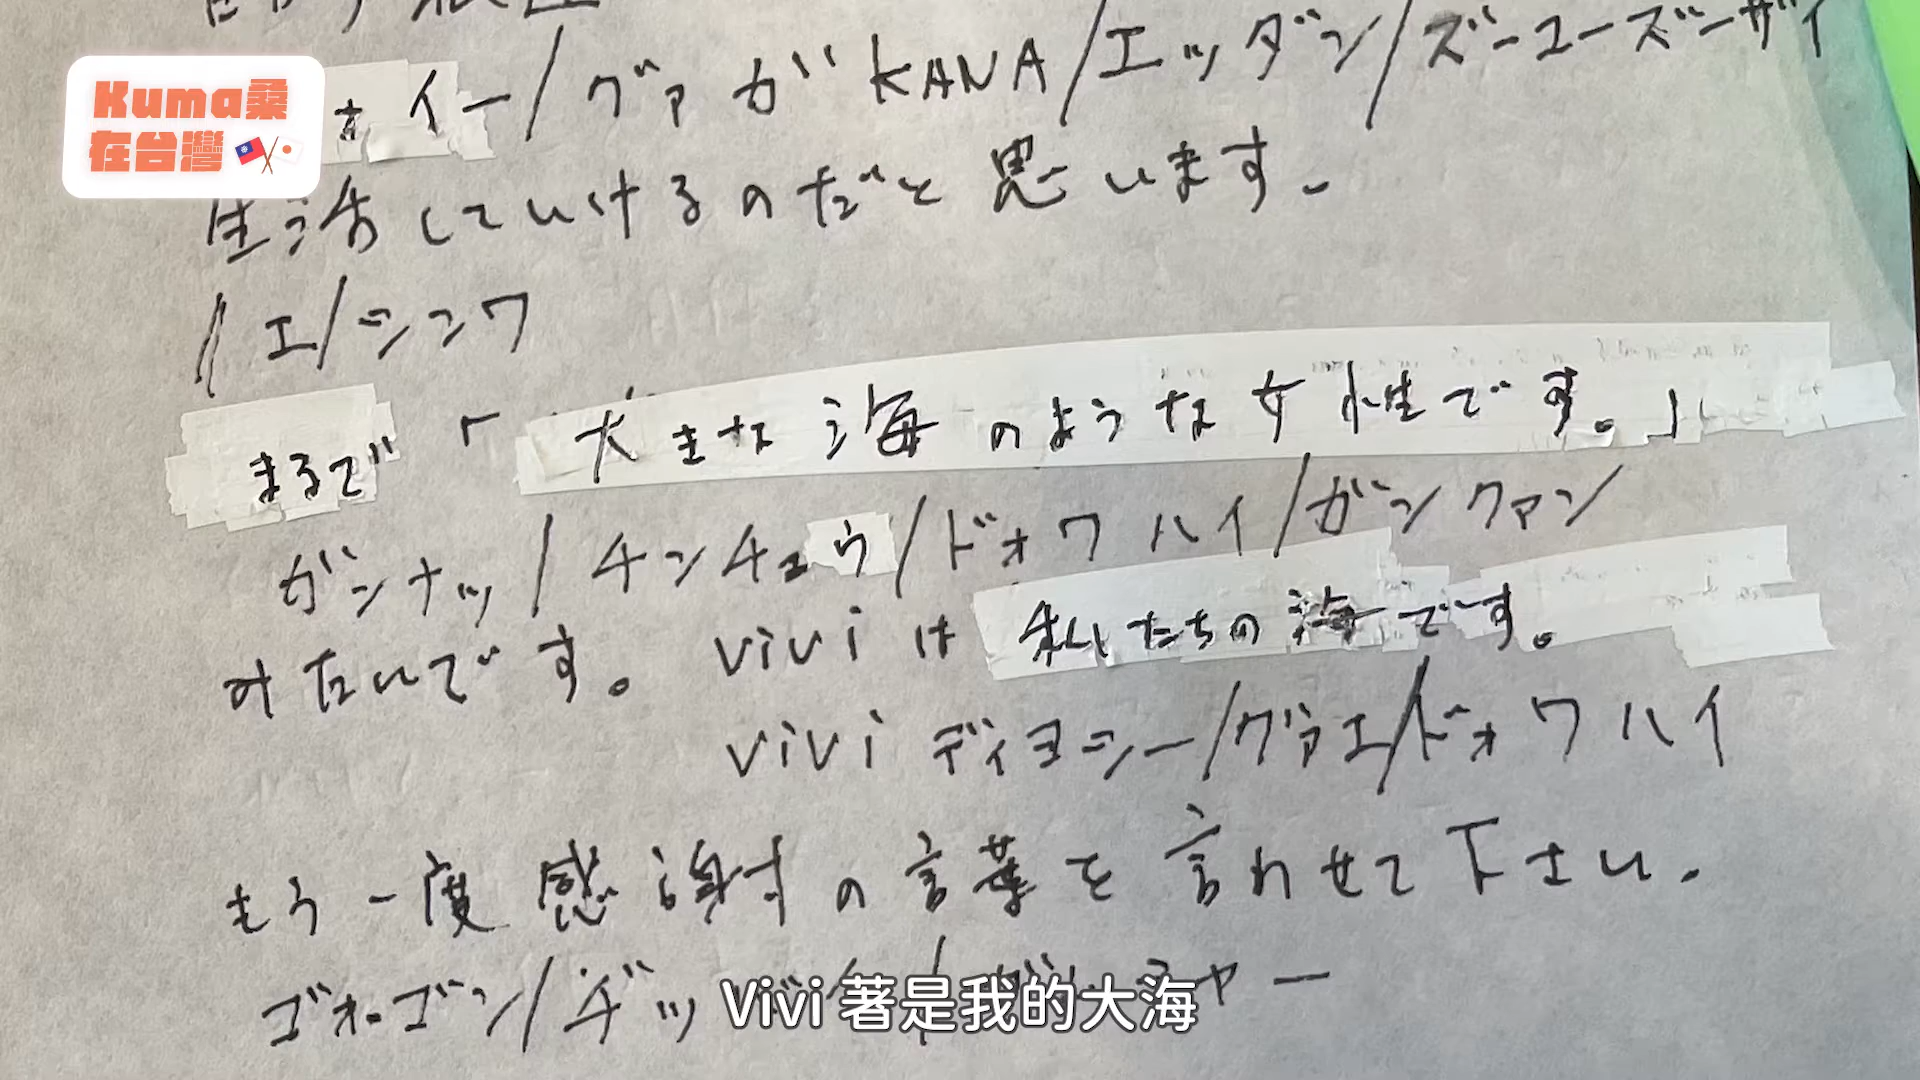 Kuma桑
在台灣
イー/グァ が KANA/エッダン/ズーユーズーザイ
生活していけるのだと思います。
/エ/シンワ
まるで「大きな海のような女性です。」
ガンナッ/チンチュウ/ドォワハイ/ガンクァン
みたいです。 ViVi は 私たちの海です。
ViVi ディヨシー/グァエ/ドォワハイ
もう一度感謝の言葉を言わせて下さい。
ゴォゴン/ヂッ
Vivi 著是我的大海